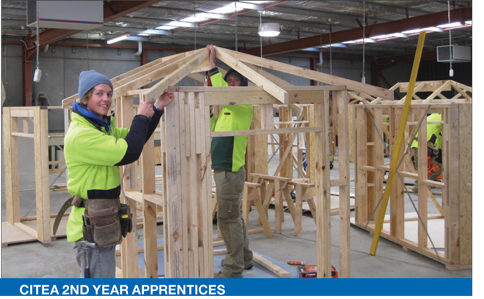 CITEA 2ND YEAR APPRENTICES